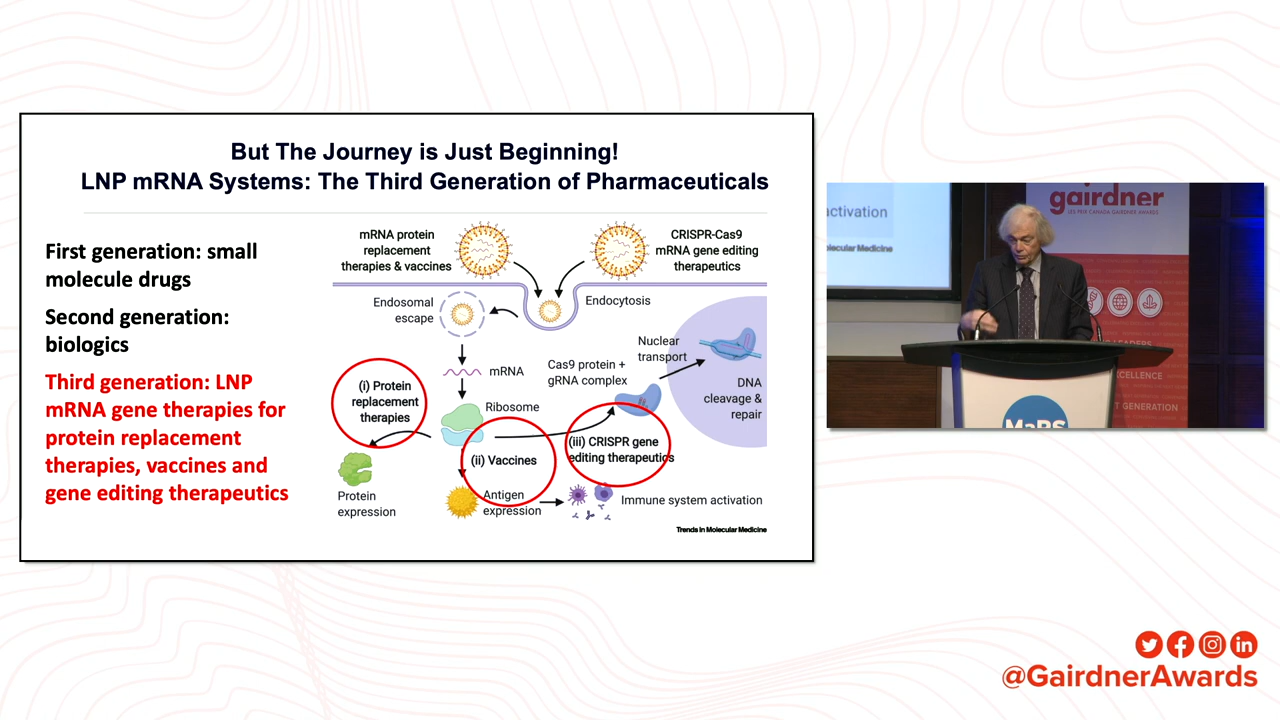 But The Journey is Just Beginning!
LNP mRNA Systems: The Third Generation of Pharmaceuticals
First generation: small
molecule drugs
Second generation:
biologics
Third generation: LNP
mRNA gene therapies for
protein replacement
therapies, vaccines and
gene editing therapeutics
mRNA protein
replacement
therapies & vaccines
CRISPR-Cas9
mRNA gene editing
therapeutics
Endosomal
escape
Endocytosis
Nuclear
transport
Cas9 protein +
gRNA complex
mRNA
DNA
cleavage &
repair
(i) Protein
replacement
therapies
Ribosome
(ii) Vaccines
(iii) CRISPR gene
editing therapeutics
Protein
expression
Antigen
expression
Immune system activation
Trends in Molecular Medicine
activation
olecular Medicine
gairdner
LES PRIX CANADA GAIRDNER AWARDS
LEADERS
EXCELLENCE
T GENERATION
MaRS
@GairdnerAwards